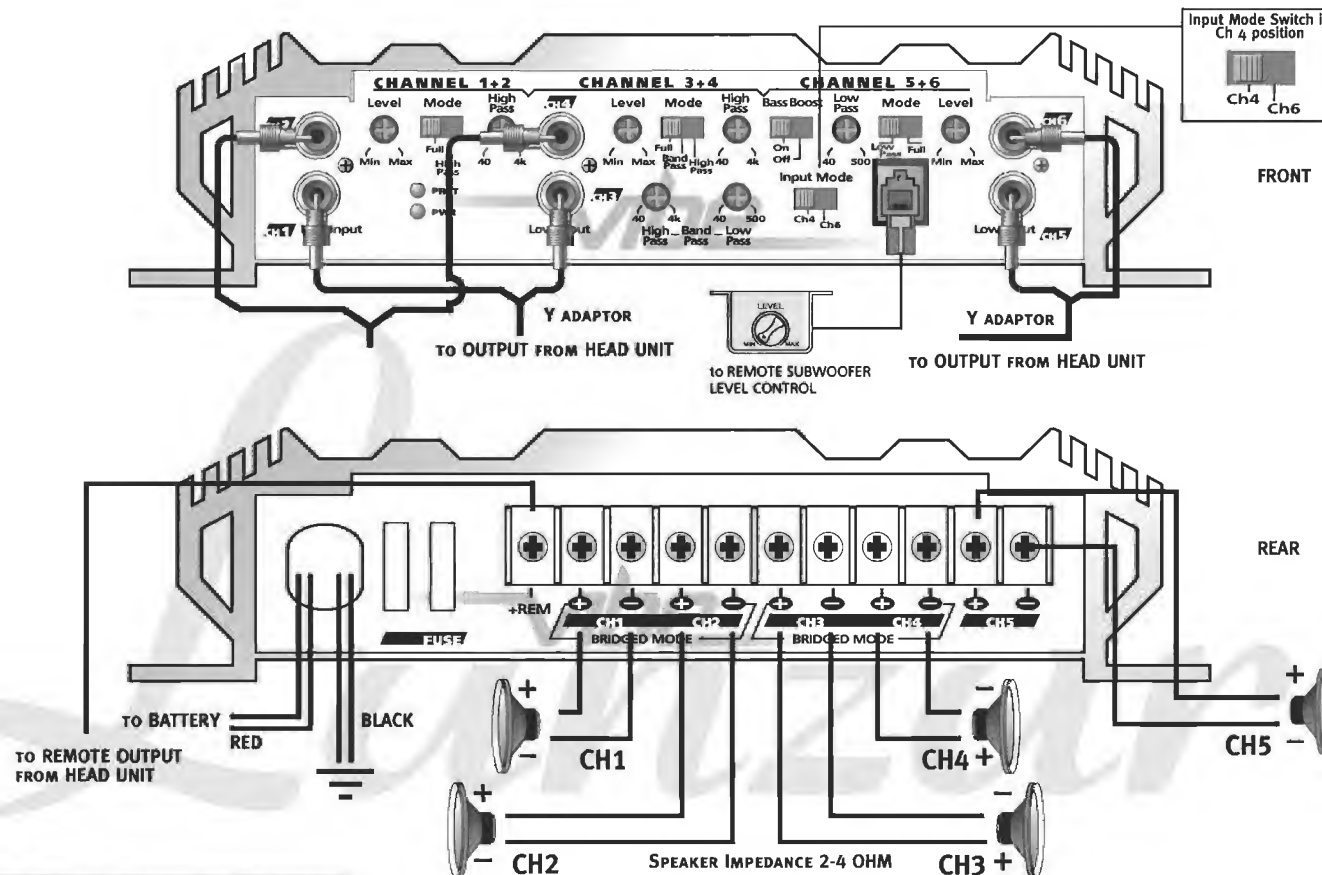 Input Mode Switch i
Ch 4 position
Ch4 Ch6
CHANNEL 1+2 CHANNEL 3+4 CHANNEL 5+6
Level Mode High Pass CH4 Level Mode High Pass Bass Boost Low Pass Mode Level CH6
Min Max Full High Pass 40 4k Min Max Full Band Pass High Pass 40 4k On Off 40 500 Low Pass Full Min Max
Input Mode
Ch4 Ch6
PWR
CH1 Input
CH3
40 4k 40 500
High Pass Band Pass Low Pass
CH5
FRONT
Y ADAPTOR
TO OUTPUT FROM HEAD UNIT
LEVEL
MIN MAX
to REMOTE SUBWOOFER
LEVEL CONTROL
Y ADAPTOR
TO OUTPUT FROM HEAD UNIT
REAR
+REM + - + - + - + - + -
FUSE
CH1 CH2 CH3 CH4 CH5
BRIDGED MODE BRIDGED MODE
TO BATTERY
RED
BLACK
TO REMOTE OUTPUT
FROM HEAD UNIT
+ - CH1
- CH4 +
+ - CH5
+ - CH2
SPEAKER IMPEDANCE 2-4 OHM
- CH3 +
Lanzar